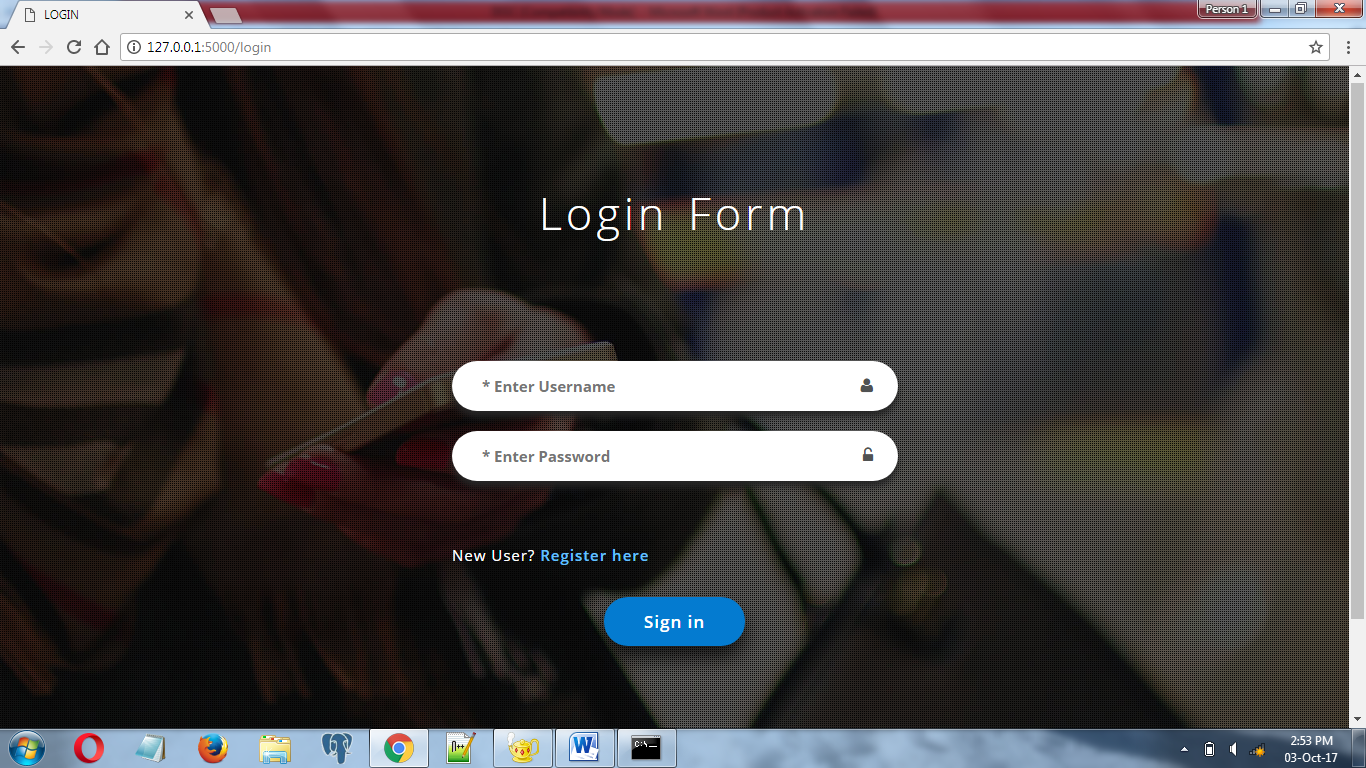 LOGIN
Person 1
127.0.0.1:5000/login
Login Form
* Enter Username
* Enter Password
New User? Register here
Sign in
2:53 PM
03-Oct-17